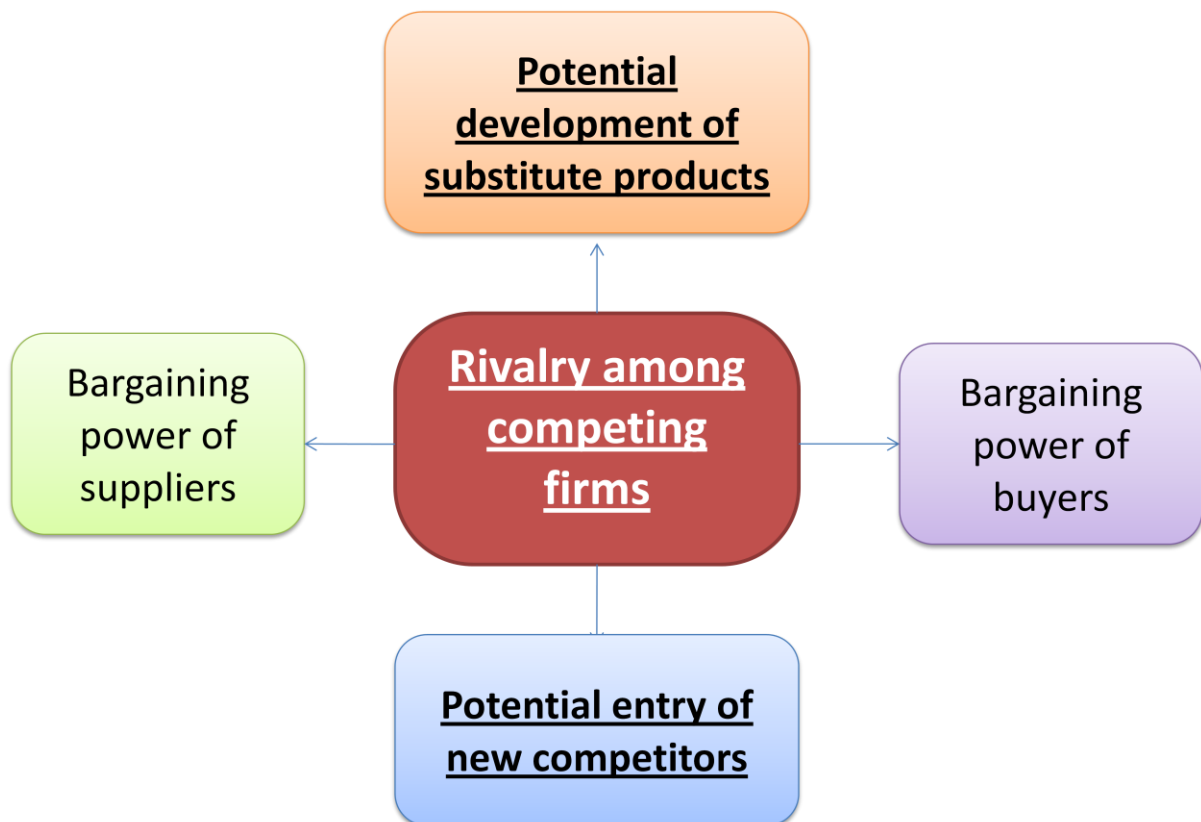 Potential
development of
substitute products
Bargaining
power of
suppliers
Rivalry among
competing
firms
Bargaining
power of
buyers
Potential entry of
new competitors